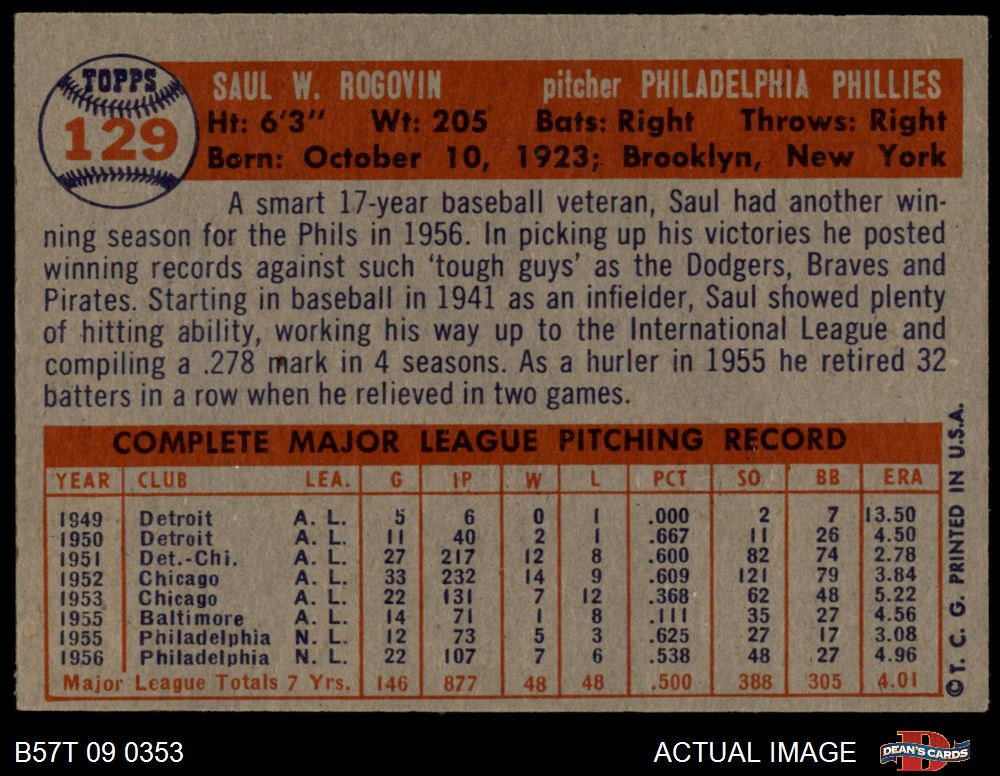 TOPPS
129
SAUL W. ROGOVIN pitcher PHILADELPHIA PHILLIES
Ht: 6'3" Wt: 205 Bats: Right Throws: Right
Born: October 10, 1923; Brooklyn, New York
A smart 17-year baseball veteran, Saul had another win-
ning season for the Phils in 1956. In picking up his victories he posted
winning records against such 'tough guys' as the Dodgers, Braves and
Pirates. Starting in baseball in 1941 as an infielder, Saul showed plenty
of hitting ability, working his way up to the International League and
compiling a .278 mark in 4 seasons. As a hurler in 1955 he retired 32
batters in a row when he relieved in two games.
COMPLETE MAJOR LEAGUE PITCHING RECORD
YEAR CLUB LEA. G IP W L PCT SO BB ERA
1949 Detroit A. L. 5 6 0 1 .000 2 7 13.50
1950 Detroit A. L. 11 40 2 1 .667 11 26 4.50
1951 Det.-Chi. A. L. 27 217 12 8 .600 82 74 2.78
1952 Chicago A. L. 33 232 14 9 .609 121 79 3.84
1953 Chicago A. L. 22 131 7 12 .368 62 48 5.22
1955 Baltimore A. L. 14 71 1 8 .111 35 27 4.56
1955 Philadelphia N. L. 12 73 5 3 .625 27 17 3.08
1956 Philadelphia N. L. 22 107 7 6 .538 48 27 4.96
Major League Totals 7 Yrs. 146 877 48 48 .500 388 305 4.01
© T. C. G. PRINTED IN U.S.A.
B57T 09 0353
ACTUAL IMAGE
D
DEAN'S CARDS